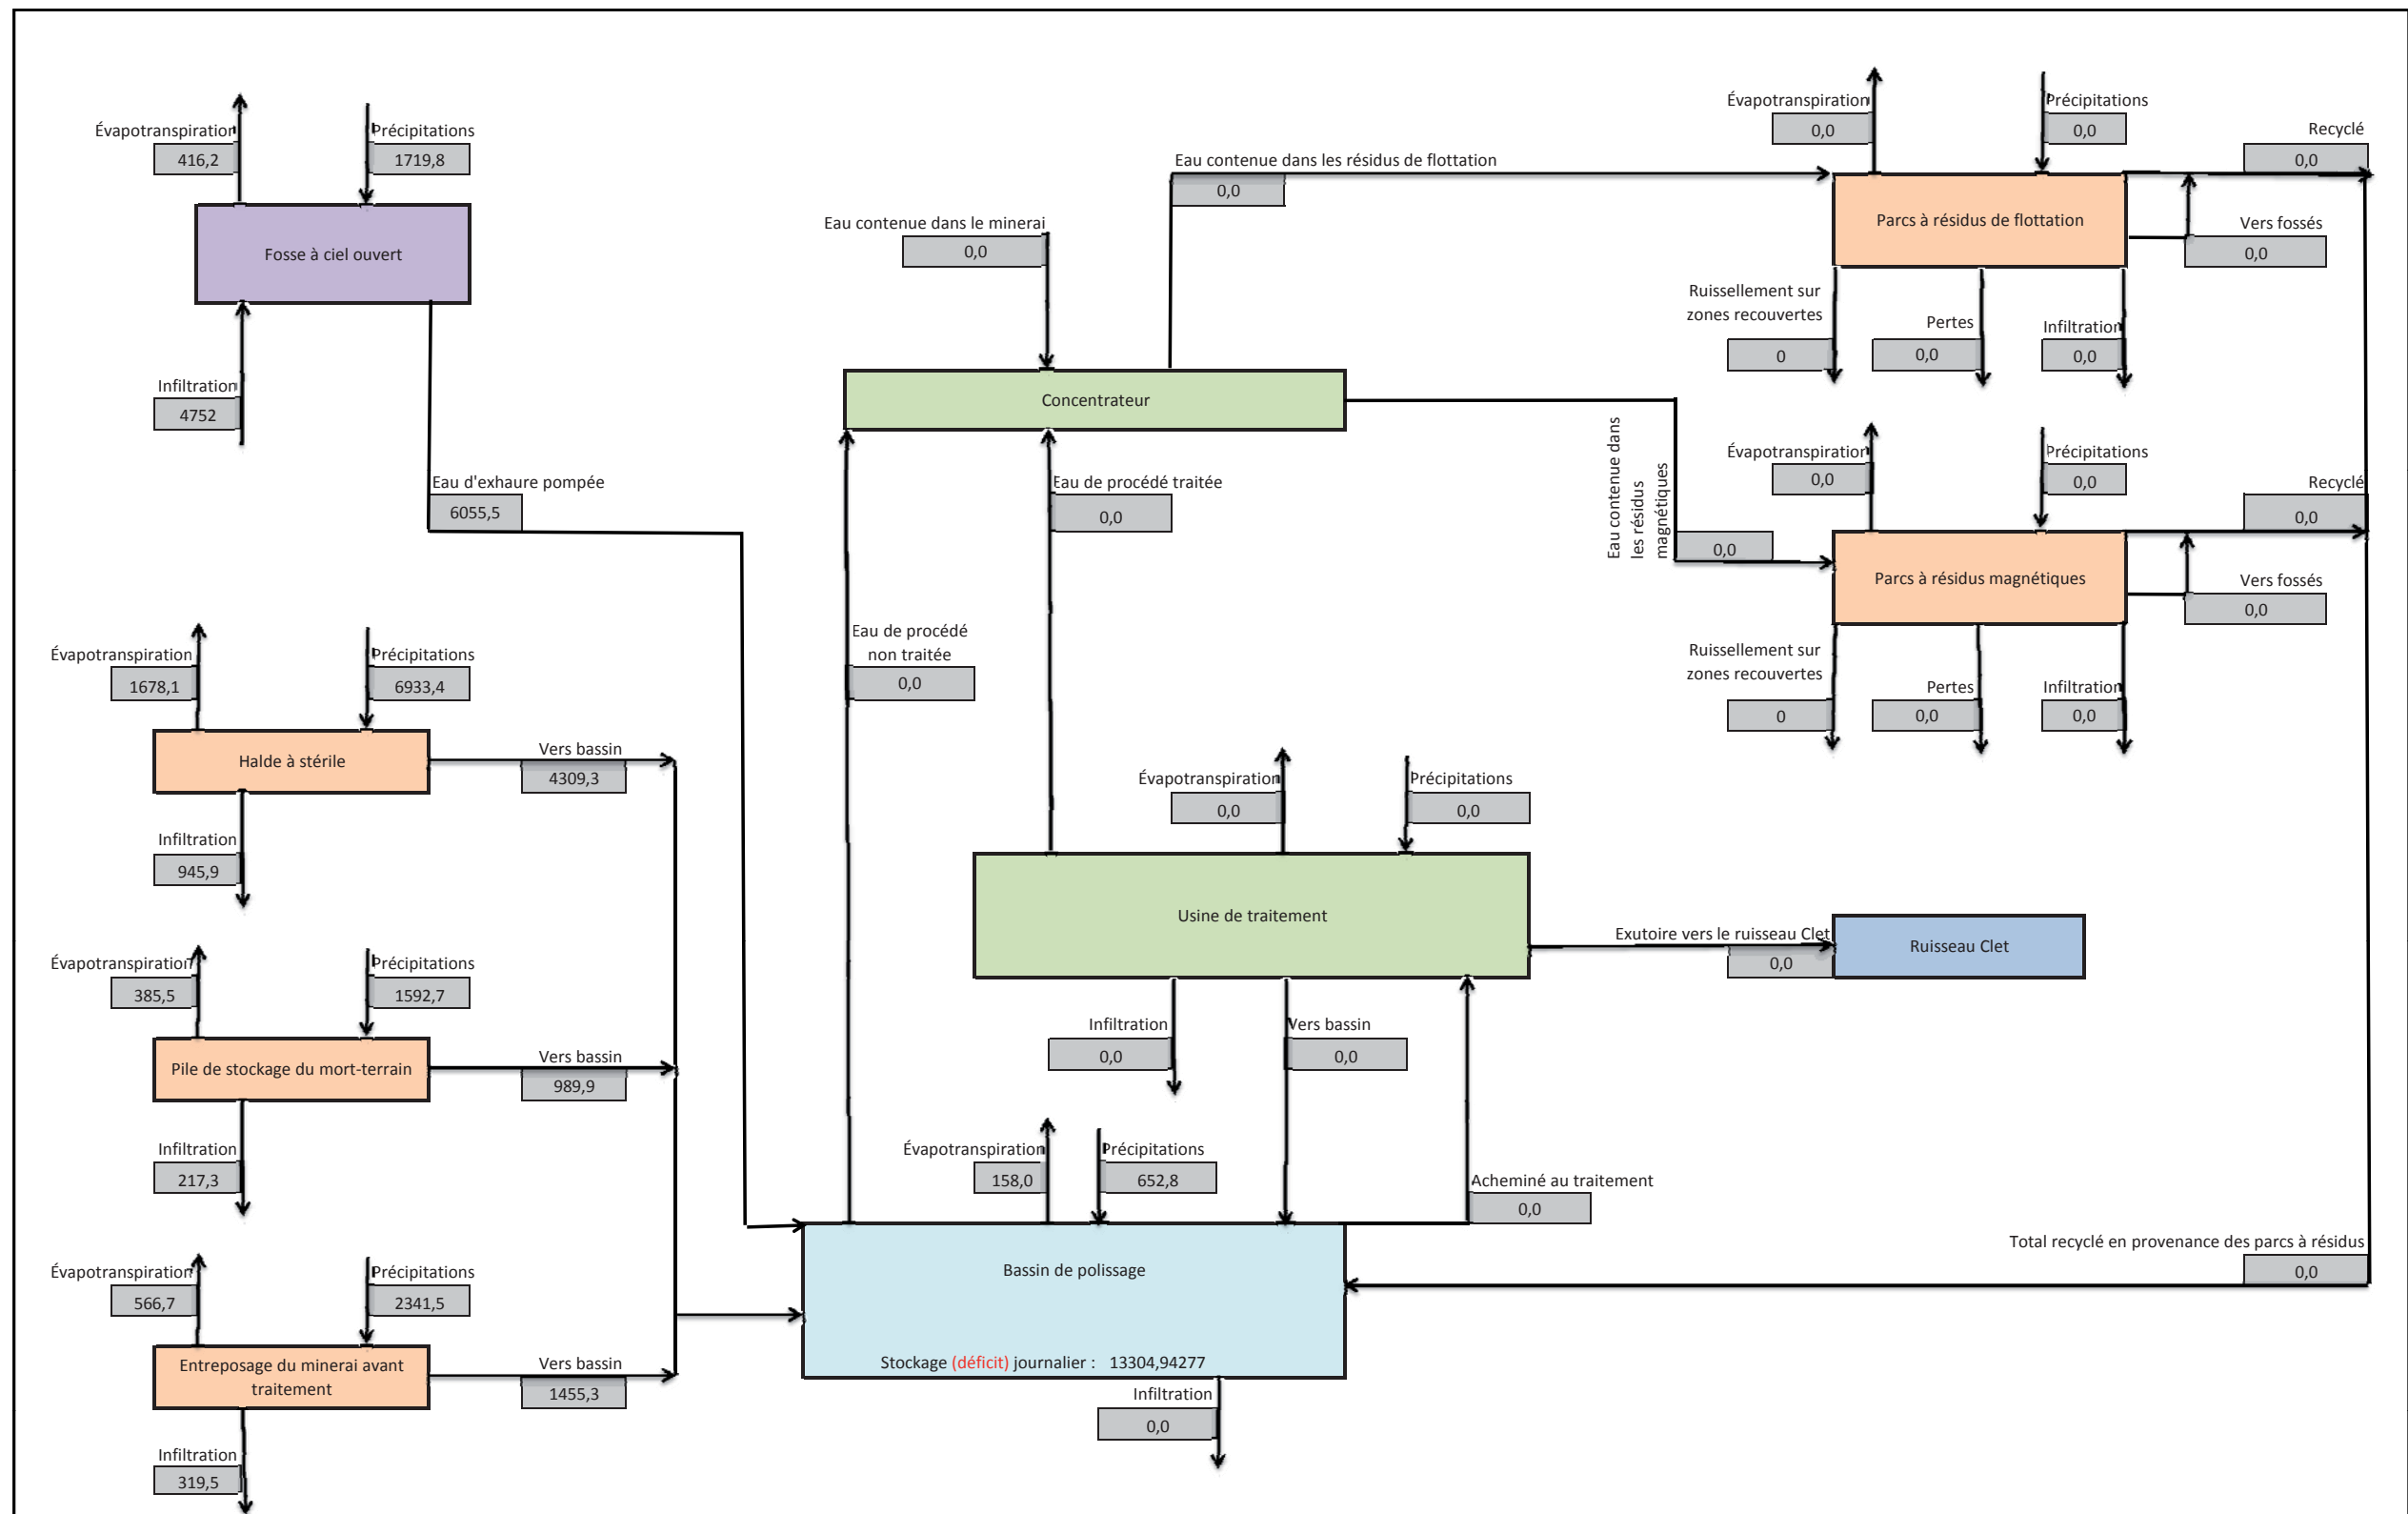 Évapotranspiration
416,2
Précipitations
1719,8
Fosse à ciel ouvert
Infiltration
4752
Eau d'exhaure pompée
6055,5
Évapotranspiration
1678,1
Précipitations
6933,4
Halde à stérile
Vers bassin
4309,3
Infiltration
945,9
Évapotranspiration
385,5
Précipitations
1592,7
Pile de stockage du mort-terrain
Vers bassin
989,9
Infiltration
217,3
Évapotranspiration
566,7
Précipitations
2341,5
Entreposage du minerai avant
traitement
Vers bassin
1455,3
Infiltration
319,5
Eau contenue dans les résidus de flottation
0,0
Eau contenue dans le minerai
0,0
Concentrateur
Eau de procédé traitée
0,0
Eau de procédé
non traitée
0,0
Eau contenue dans
les résidus
magnétiques
0,0
Évapotranspiration
0,0
Précipitations
0,0
Usine de traitement
Exutoire vers le ruisseau Clet
0,0
Ruisseau Clet
Infiltration
0,0
Vers bassin
0,0
Évapotranspiration
158,0
Précipitations
652,8
Acheminé au traitement
0,0
Bassin de polissage
Stockage (déficit) journalier : 13304,94277
Infiltration
0,0
Évapotranspiration
0,0
Précipitations
0,0
Recyclé
0,0
Parcs à résidus de flottation
Vers fossés
0,0
Ruissellement sur
zones recouvertes
0
Pertes
0,0
Infiltration
0,0
Évapotranspiration
0,0
Précipitations
0,0
Recyclé
0,0
Parcs à résidus magnétiques
Vers fossés
0,0
Ruissellement sur
zones recouvertes
0
Pertes
0,0
Infiltration
0,0
Total recyclé en provenance des parcs à résidus
0,0